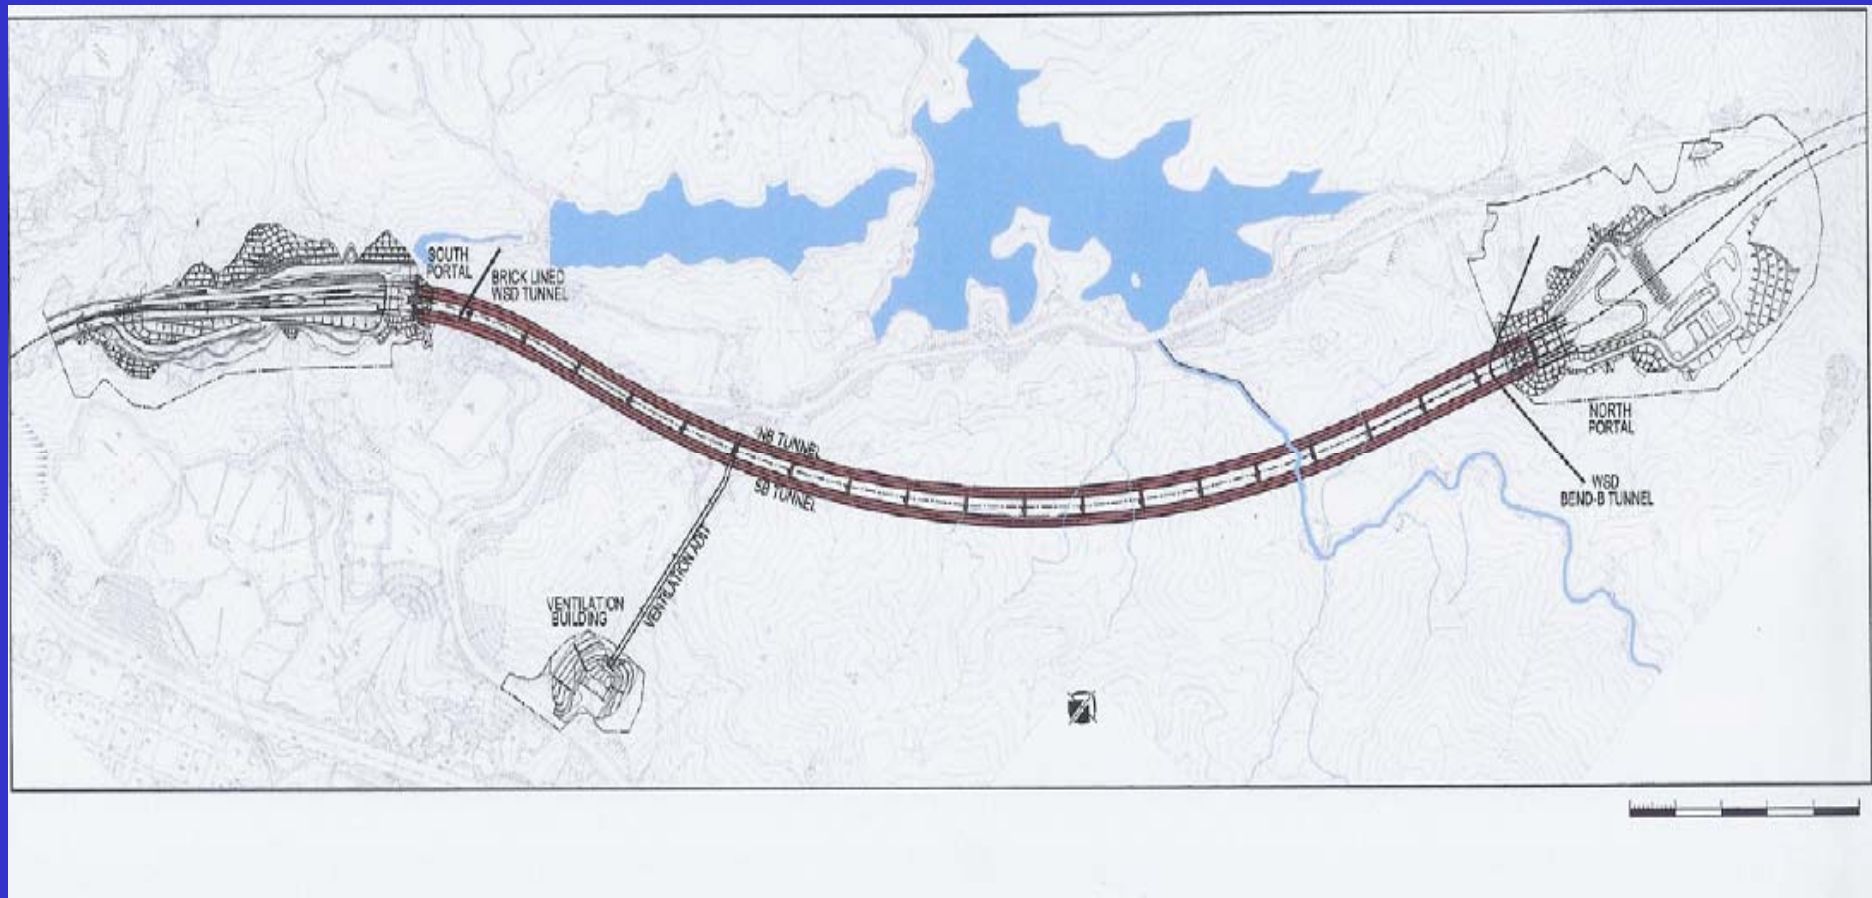 SOUTH
PORTAL
BRICK LINED
WSD TUNNEL
NB TUNNEL
SB TUNNEL
VENTILATION ADIT
VENTILATION
BUILDING
NORTH
PORTAL
WSD
BEND-B TUNNEL